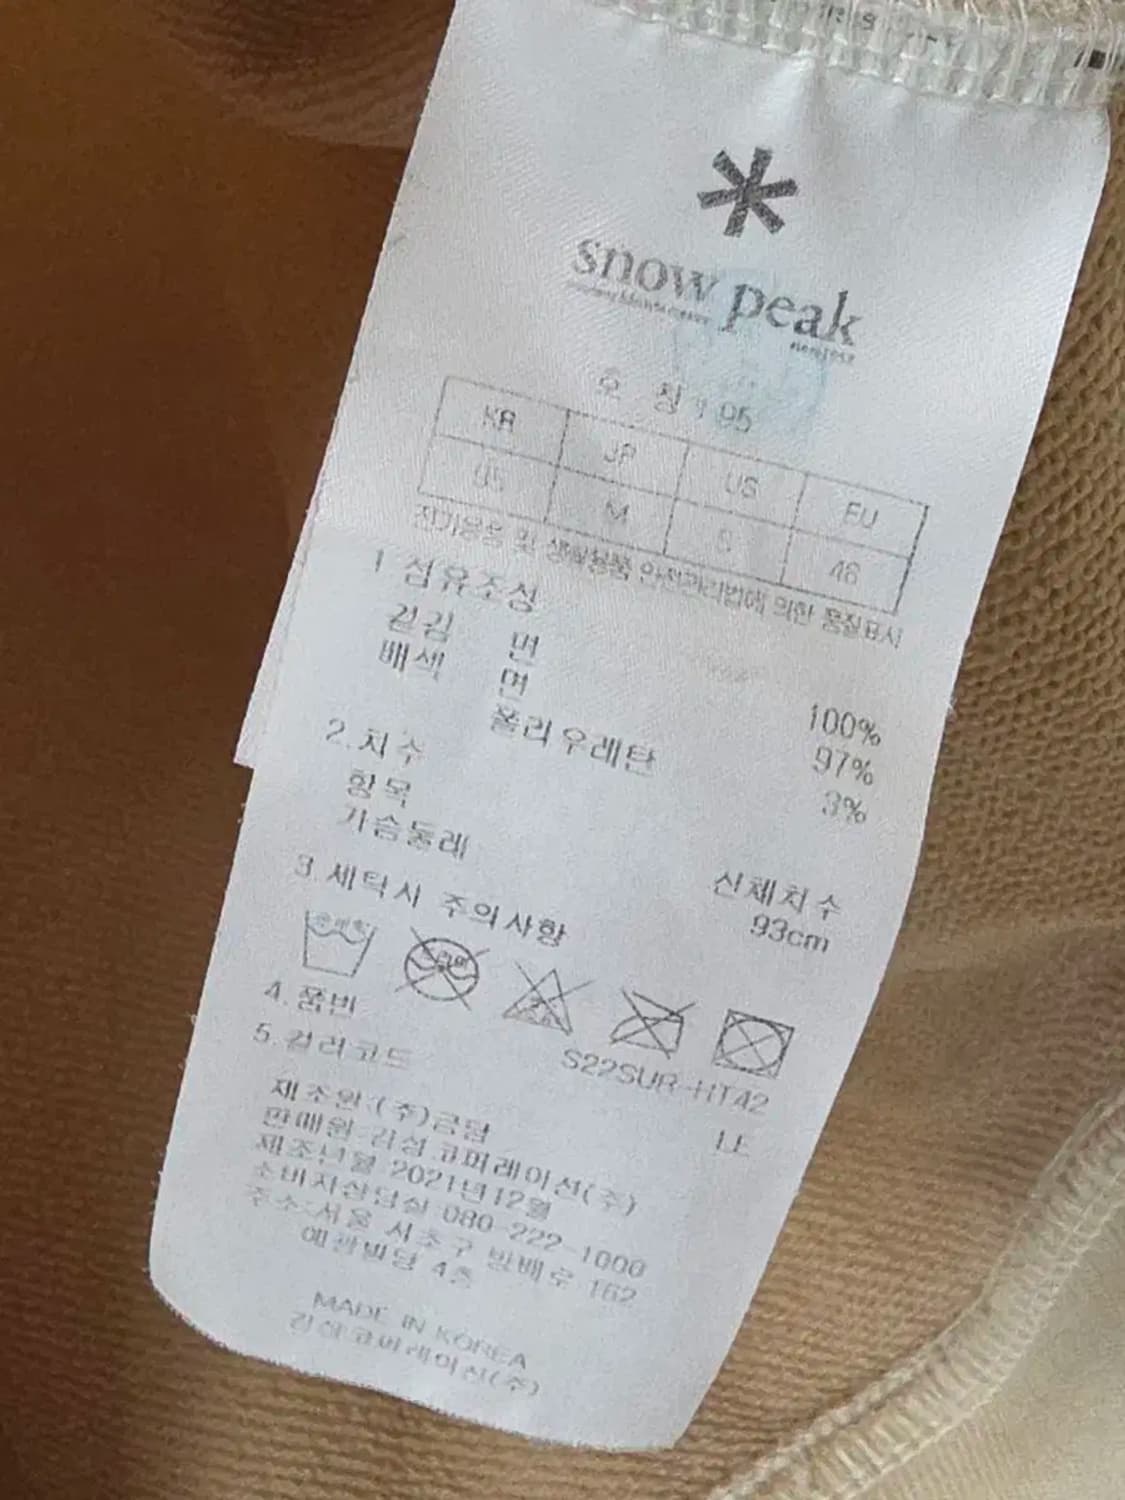 snow peak
호 칭 : 95
KR JP US EU
95 M S 46
전기용품 및 생활용품 안전관리법에 의한 품질표시
1 섬유조성
겉감 면 100%
배색 면 97%
폴리우레탄 3%
2.치수
항목 신체치수
가슴둘레 93cm
3.세탁시 주의사항
4.품번 S22SUR-HT42
5.컬러코드
제조원:(주)금담
판매원:감성코퍼레이션(주)
제조년월 2021년12월
소비자상담실 080-222-1000
주소:서울 서초구 방배로 162
빌딩 4층
MADE IN KOREA
감성코퍼레이션(주)